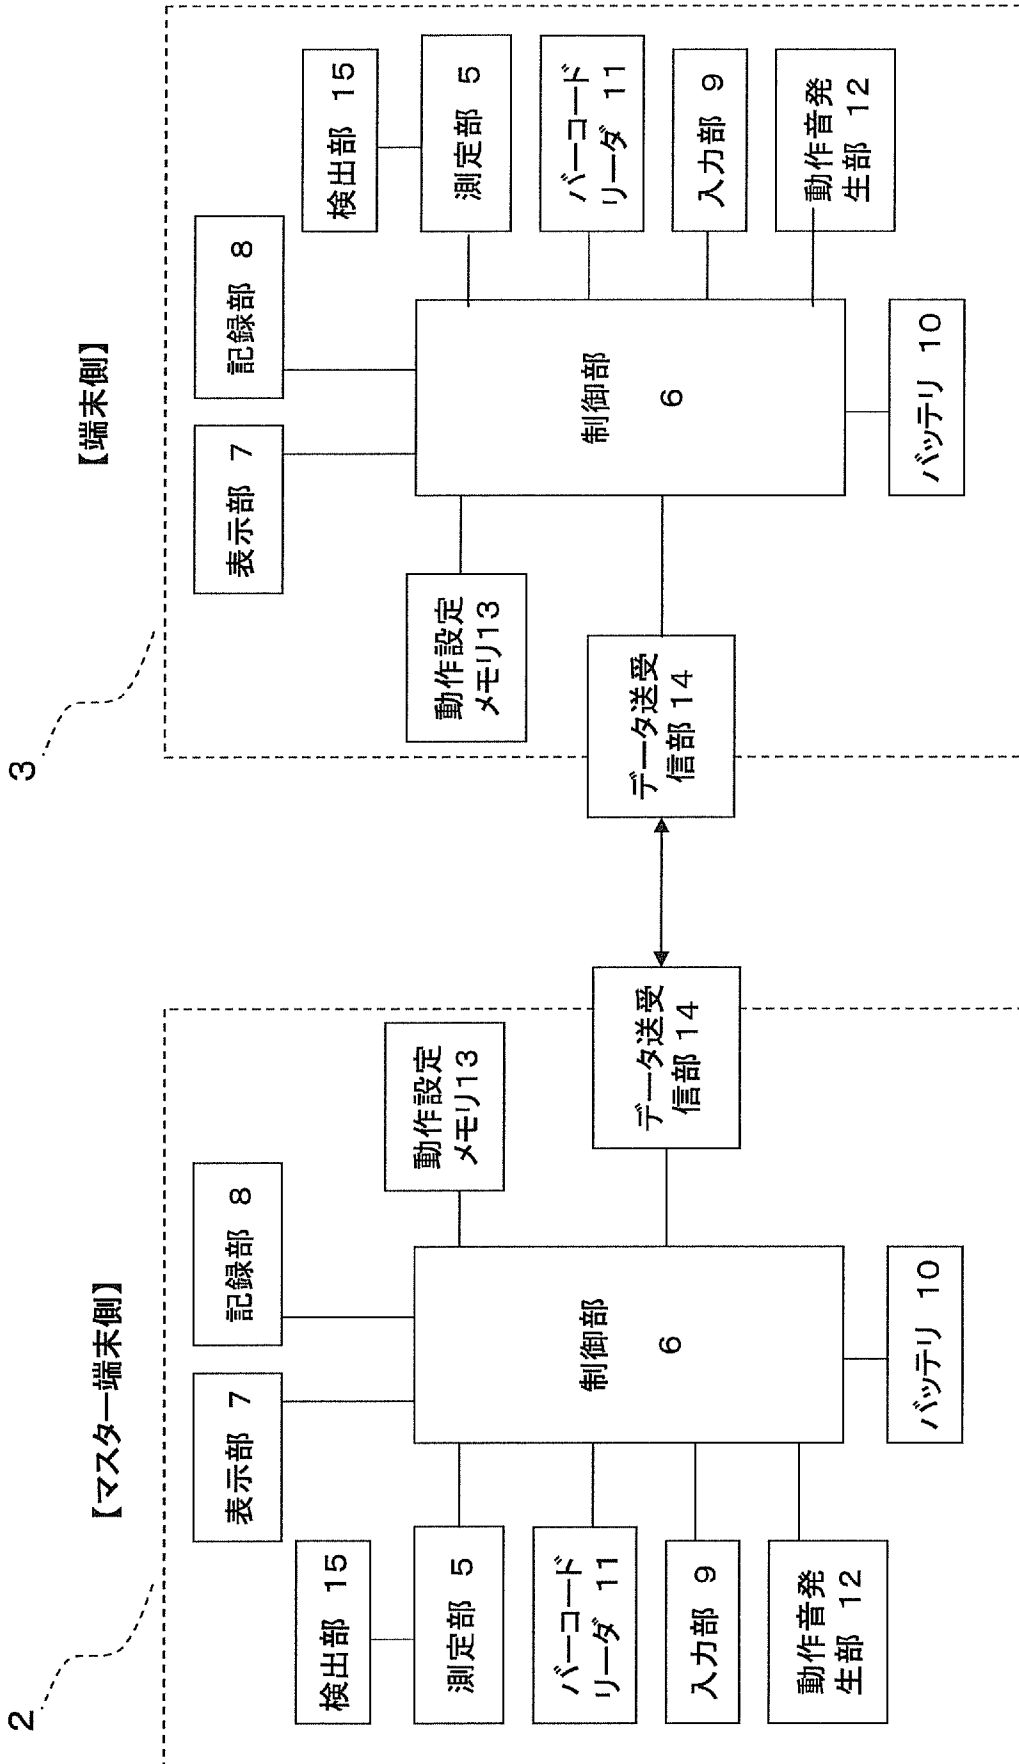 2
【マスター端末側】
表示部 7
記録部 8
検出部 15
測定部 5
バーコード
リーダ 11
入力部 9
動作音発
生部 12
制御部
6
動作設定
メモリ13
データ送受
信部 14
バッテリ 10
3
【端末側】
表示部 7
記録部 8
動作設定
メモリ13
データ送受
信部 14
制御部
6
検出部 15
測定部 5
バーコード
リーダ 11
入力部 9
動作音発
生部 12
バッテリ 10